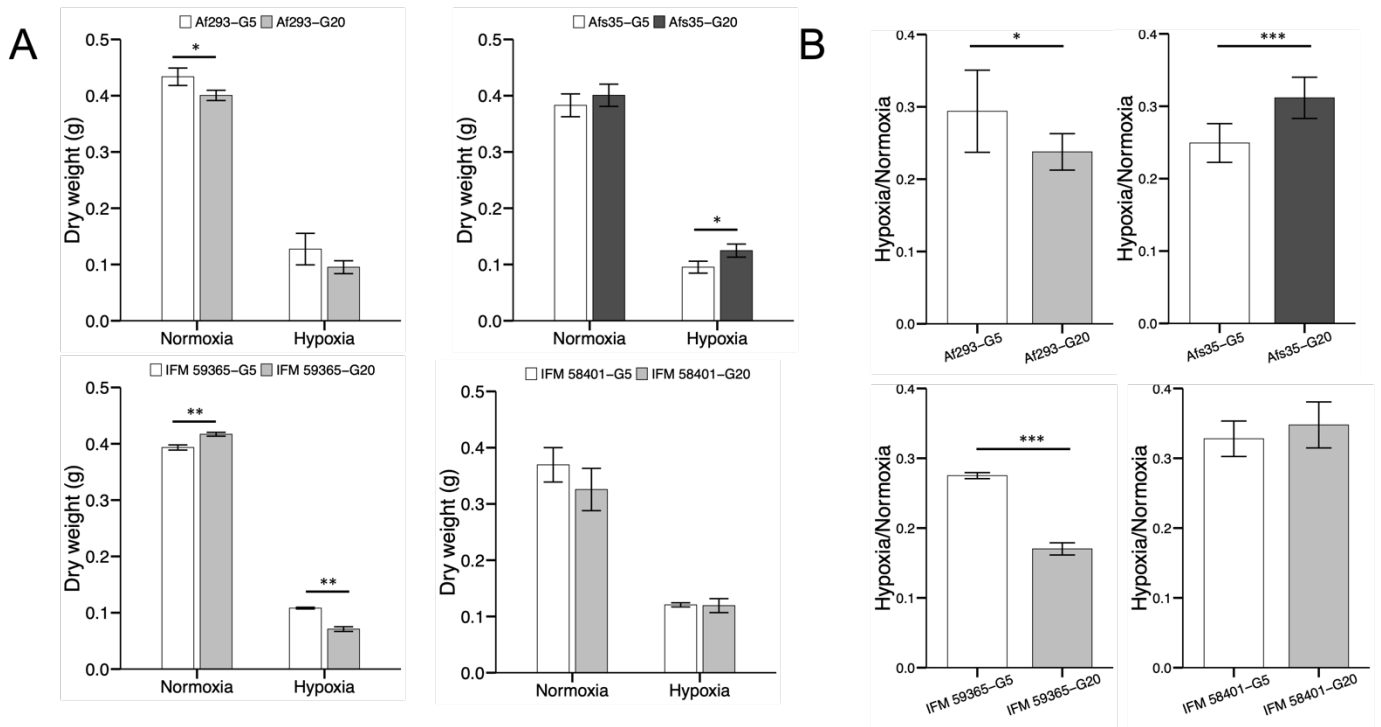 A
Af293−G5 Af293−G20
Dry weight (g)
0.5
0.4
0.3
0.2
0.1
0.0
*
Normoxia Hypoxia
Afs35−G5 Afs35−G20
Dry weight (g)
0.5
0.4
0.3
0.2
0.1
0.0
*
Normoxia Hypoxia
IFM 59365−G5 IFM 59365−G20
Dry weight (g)
0.5
0.4
0.3
0.2
0.1
0.0
**
**
Normoxia Hypoxia
IFM 58401−G5 IFM 58401−G20
Dry weight (g)
0.5
0.4
0.3
0.2
0.1
0.0
Normoxia Hypoxia
B
Hypoxia/Normoxia
0.4
0.3
0.2
0.1
0.0
*
Af293−G5 Af293−G20
Hypoxia/Normoxia
0.4
0.3
0.2
0.1
0.0
***
Afs35−G5 Afs35−G20
Hypoxia/Normoxia
0.4
0.3
0.2
0.1
0.0
***
IFM 59365−G5 IFM 59365−G20
Hypoxia/Normoxia
0.4
0.3
0.2
0.1
0.0
IFM 58401−G5 IFM 58401−G20